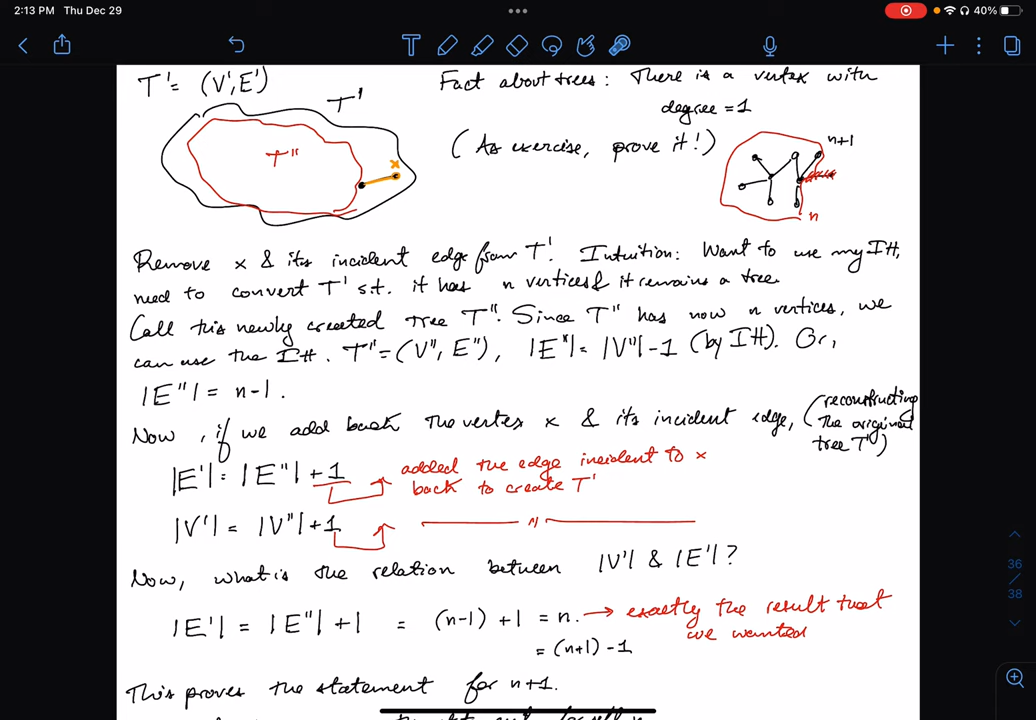 2:13 PM Thu Dec 29
40%
T' = (V', E')
Fact about trees: There is a vertex with
degree = 1
T'
(As exercise, prove it!)
n+1
T"
x
n
Remove x & its incident edge from T'. Intuition: Want to use my IH,
need to convert T' s.t. it has n vertices & it remains a tree.
Call this newly created tree T". Since T" has now n vertices, we
can use the IH. T" = (V", E"), |E"| = |V"| - 1 (by IH). Or,
|E"| = n-1.
Now, if we add back the vertex x & its incident edge, (reconstructing
the original
tree T')
|E'| = |E"| + 1 added the edge incident to x
back to create T'
|V'| = |V"| + 1 — " —
Now, what is the relation between |V'| & |E'|?
|E'| = |E"| + 1 = (n-1) + 1 = n. → exactly the result that
we wanted
= (n+1) - 1
This proves the statement for n+1.
36
/
38